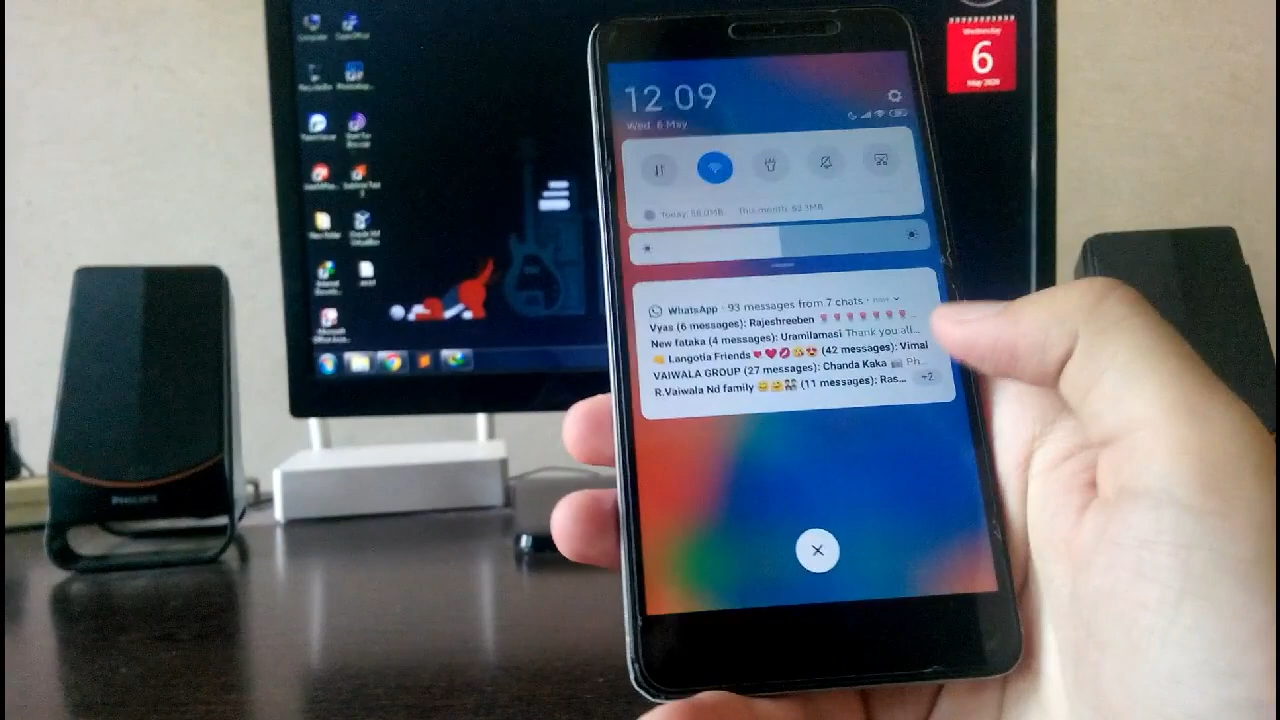 Wednesday
6
May 2020
12 09
Wed, 6 May
Today: 58.0MB This month: 62.1MB
WhatsApp • 93 messages from 7 chats • now
Vyas (6 messages): Rajeshreeben 🌹🌹🌹🌹🌹🌹...
New fataka (4 messages): Uramilamasi Thank you all...
👊 Langotia Friends 🌹❤️💋😘😍 (42 messages): Vimal
VAIWALA GROUP (27 messages): Chanda Kaka 📷 Ph...
R.Vaiwala Nd family 😄🤗👪 (11 messages): Ras... +2
PHILIPS